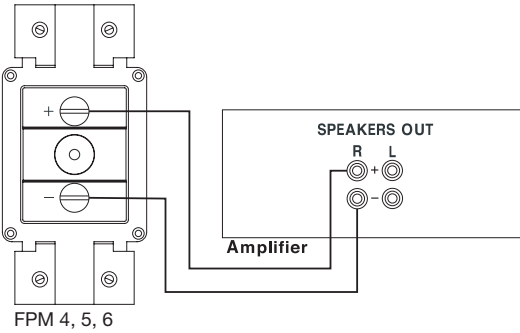 +
−
SPEAKERS OUT
R L
+
−
Amplifier
FPM 4, 5, 6